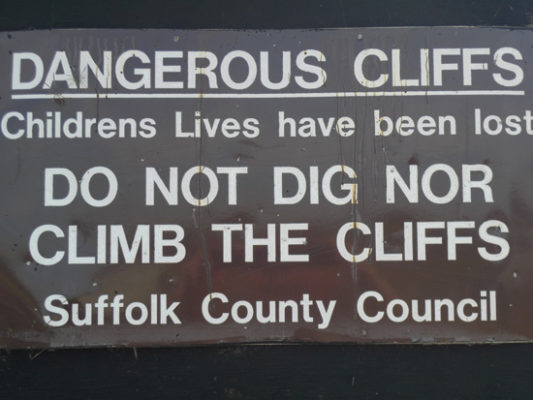 DANGEROUS CLIFFS
Childrens Lives have been lost
DO NOT DIG NOR
CLIMB THE CLIFFS
Suffolk County Council